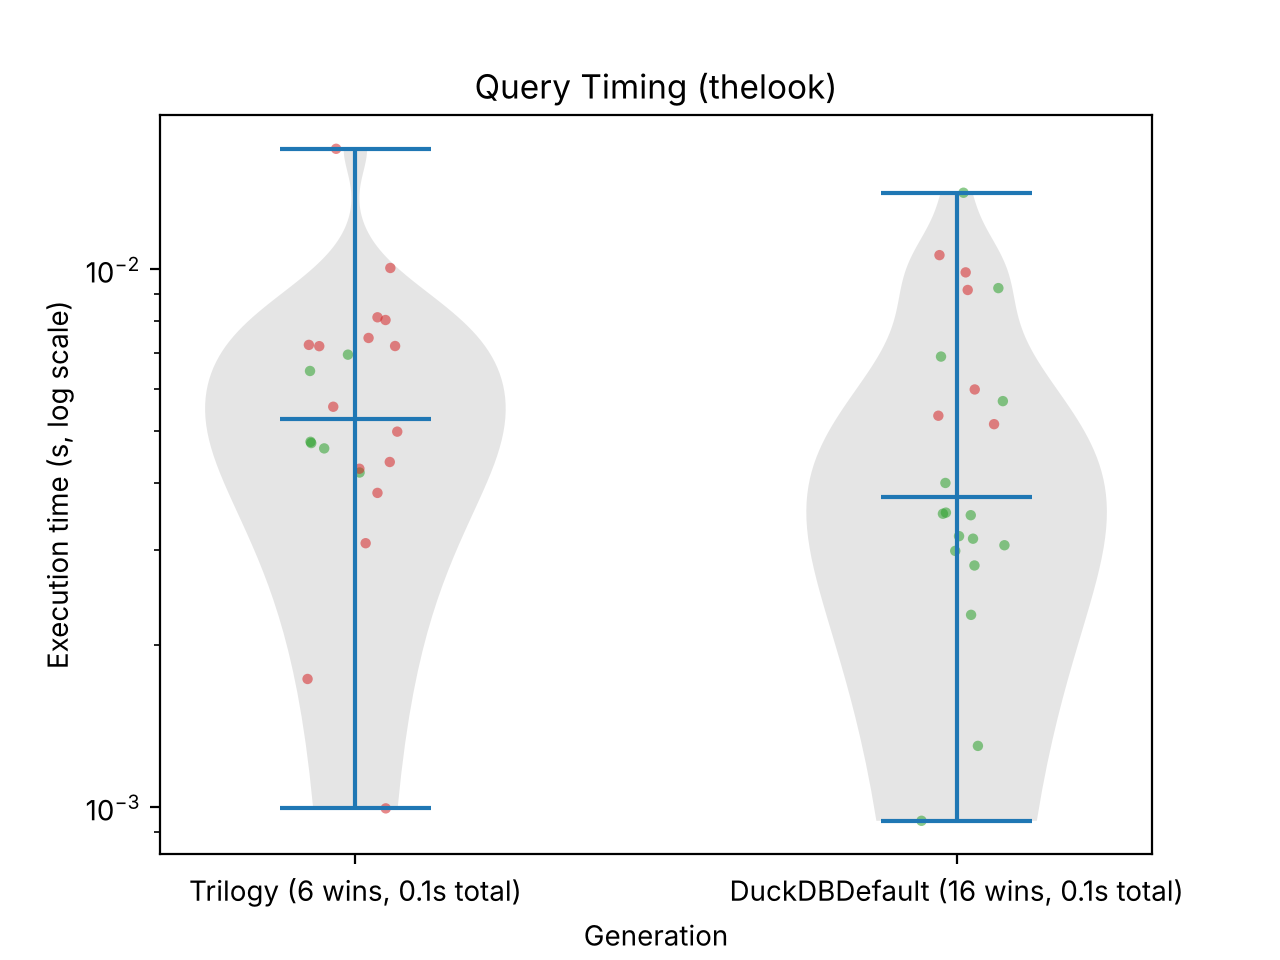 Query Timing (thelook)
Execution time (s, log scale)
10⁻²
10⁻³
Trilogy (6 wins, 0.1s total)
DuckDBDefault (16 wins, 0.1s total)
Generation